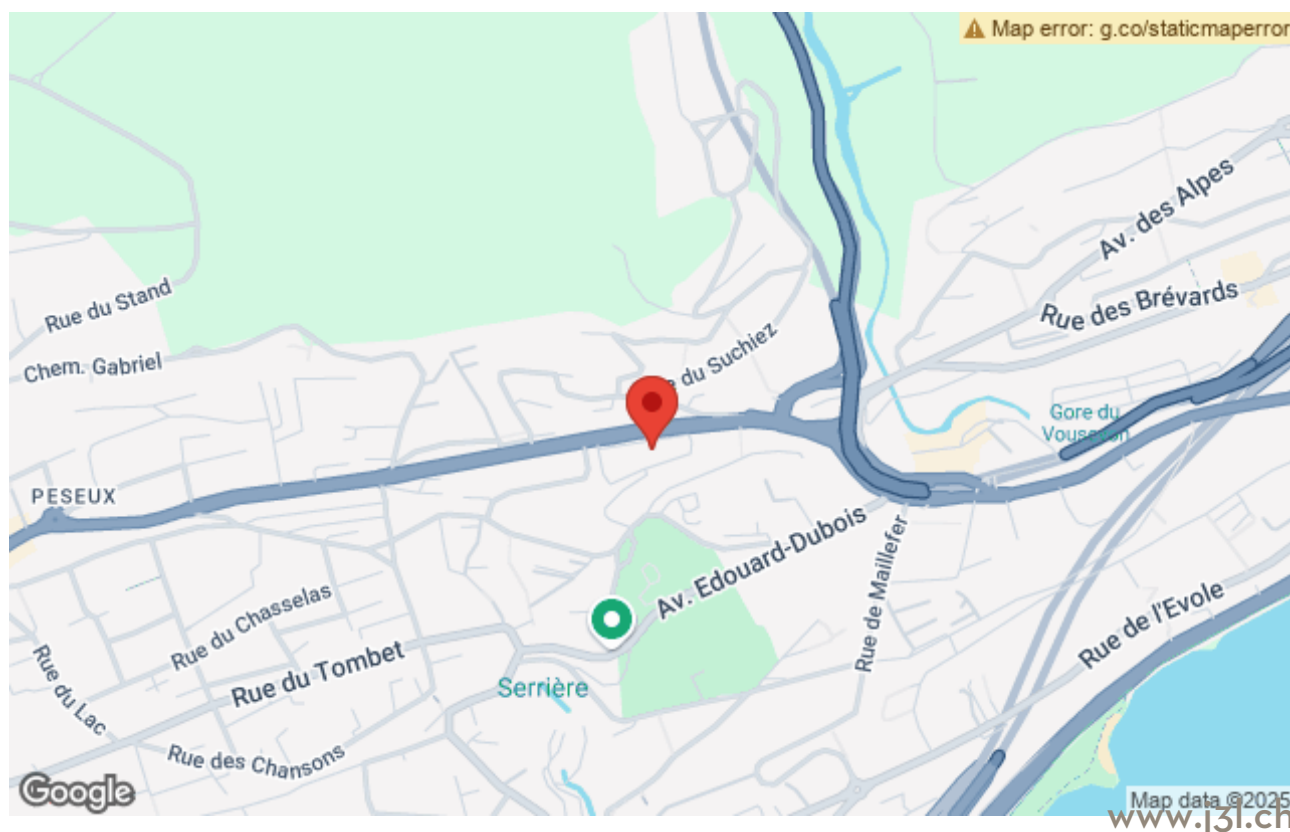 Map error: g.co/staticmaperror
Av. des Alpes
Rue des Brévards
Rue du Stand
Chem. Gabriel
du Suchiez
Gore du
PESEUX
Av. Edouard-Dubois
Rue de Maillefer
Rue du Chasselas
Rue de l'Evole
Rue du Tombet
Serrière
Rue du Lac
Rue des Chansons
Google
Map data ©2025
www.j3l.ch